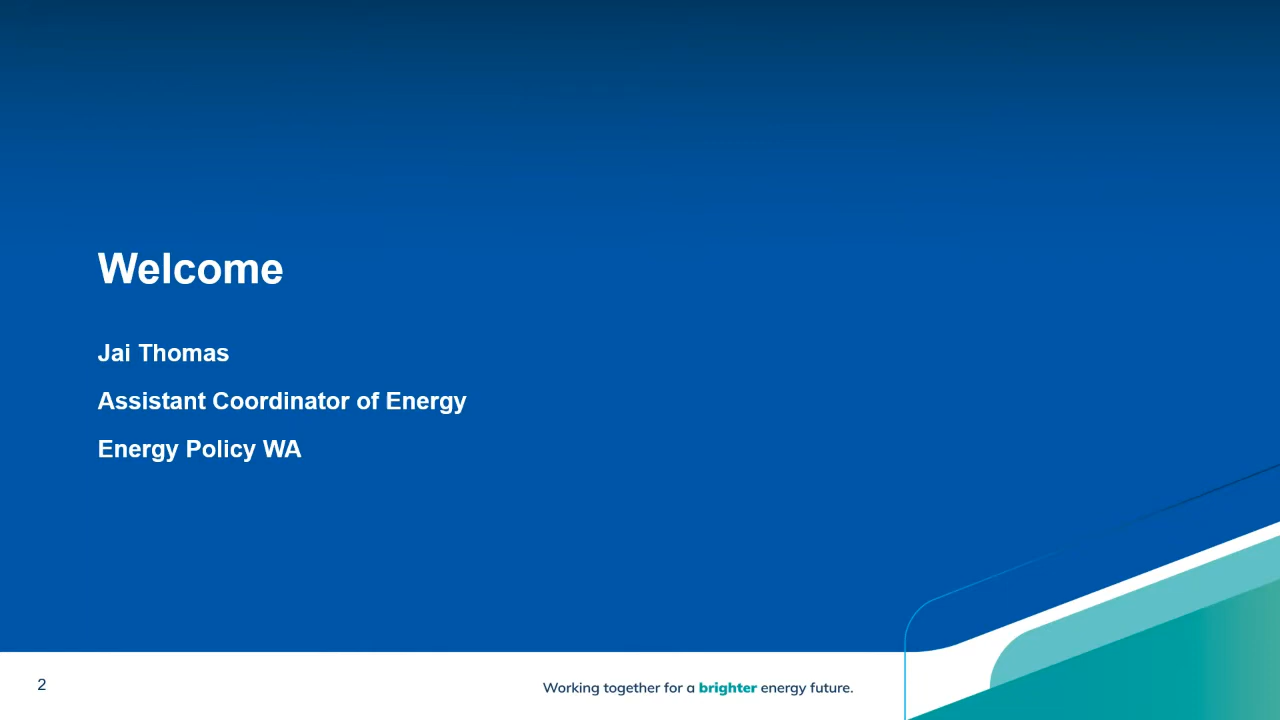 Welcome
Jai Thomas
Assistant Coordinator of Energy
Energy Policy WA
2
Working together for a brighter energy future.